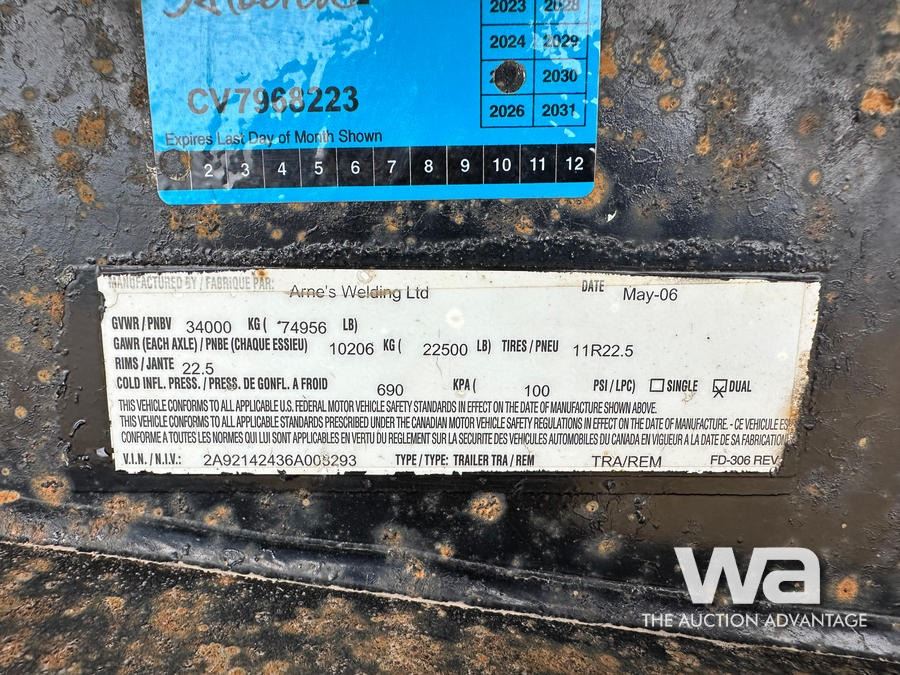 Alberta
2023 2028
2024 2029
2030
CV7968223
2026 2031
Expires Last Day of Month Shown
2 3 4 5 6 7 8 9 10 11 12
MANUFACTURED BY / FABRIQUE PAR: Arne's Welding Ltd DATE May-06
GVWR / PNBV 34000 KG ( 74956 LB)
GAWR (EACH AXLE) / PNBE (CHAQUE ESSIEU) 10206 KG ( 22500 LB) TIRES / PNEU 11R22.5
RIMS / JANTE 22.5
COLD INFL. PRESS. / PRESS. DE GONFL. A FROID 690 KPA ( 100 PSI / LPC) SINGLE DUAL
THIS VEHICLE CONFORMS TO ALL APPLICABLE U.S. FEDERAL MOTOR VEHICLE SAFETY STANDARDS IN EFFECT ON THE DATE OF MANUFACTURE SHOWN ABOVE.
THIS VEHICLE CONFORMS TO ALL APPLICABLE STANDARDS PRESCRIBED UNDER THE CANADIAN MOTOR VEHICLE SAFETY REGULATIONS IN EFFECT ON THE DATE OF MANUFACTURE. - CE VEHICULE ES
CONFORME A TOUTES LES NORMES QUI LUI SONT APPLICABLES EN VERTU DU REGLEMENT SUR LA SECURITE DES VEHICULES AUTOMOBILES DU CANADA EN VIGUEUR A LA DATE DE SA FABRICATION
V.I.N. / N.I.V.: 2A92142436A005293 TYPE / TYPE: TRAILER TRA / REM TRA/REM FD-306 REV
wa
THE AUCTION ADVANTAGE